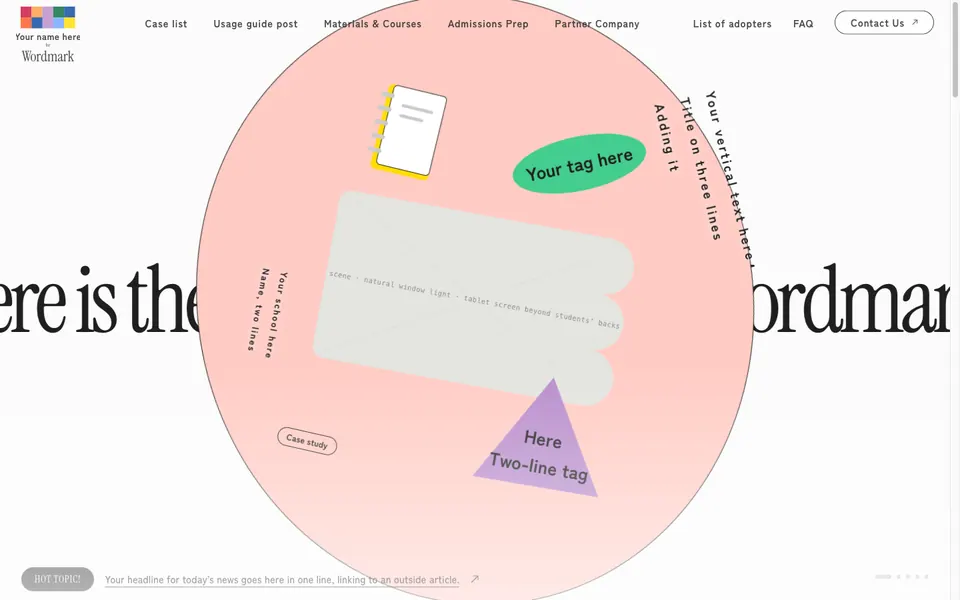 Your name here
for
Wordmark
Case list
Usage guide post
Materials & Courses
Admissions Prep
Partner Company
List of adopters
FAQ
Contact Us ↗
Your vertical text here,
Title on three lines
Adding it
Your tag here
scene · natural window light · tablet screen beyond students' backs
ere is the
ordmar
Your school here
Name, two lines
Case study
Here
Two-line tag
HOT TOPIC!
Your headline for today's news goes here in one line, linking to an outside article. ↗